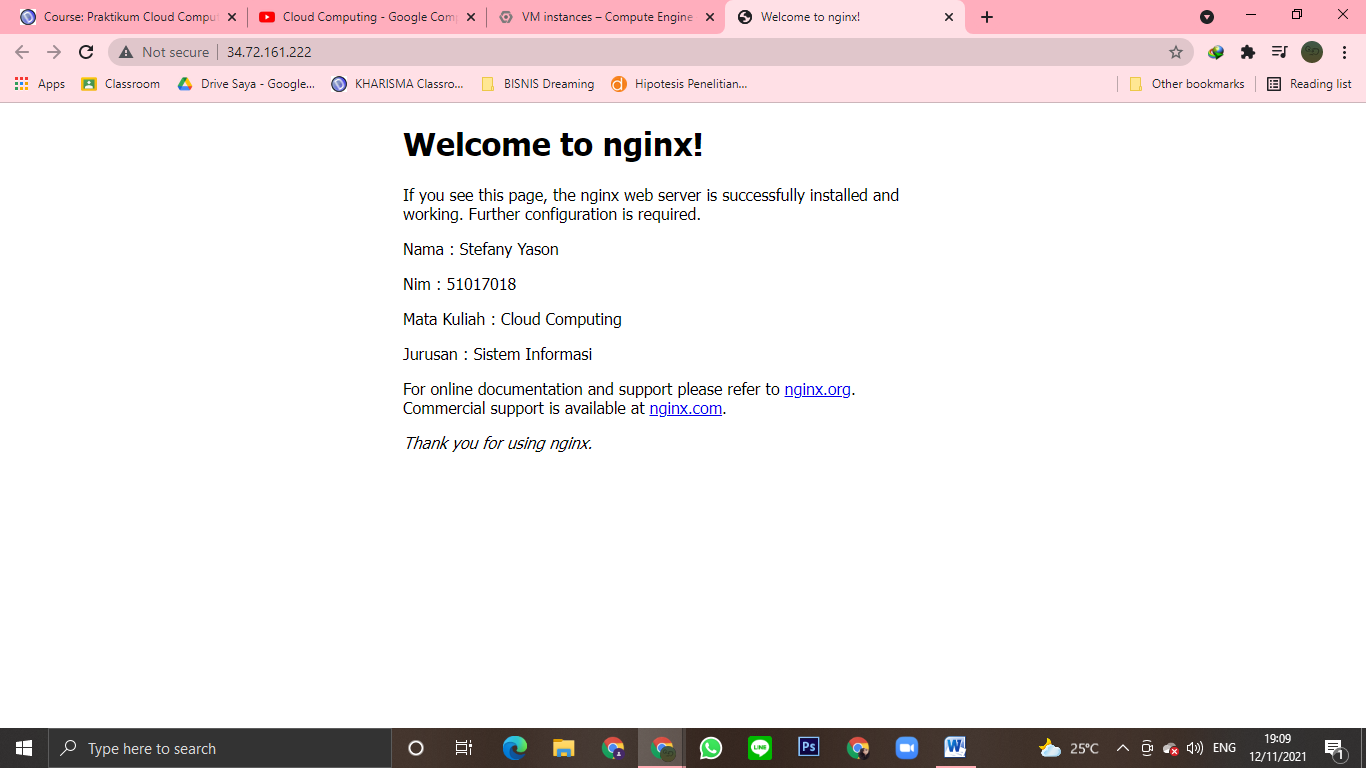 Course: Praktikum Cloud Comput
Cloud Computing - Google Com
VM instances – Compute Engine
Welcome to nginx!
Not secure
34.72.161.222
Apps
Classroom
Drive Saya - Google...
KHARISMA Classro...
BISNIS Dreaming
Hipotesis Penelitian...
Other bookmarks
Reading list
Welcome to nginx!
If you see this page, the nginx web server is successfully installed and
working. Further configuration is required.
Nama : Stefany Yason
Nim : 51017018
Mata Kuliah : Cloud Computing
Jurusan : Sistem Informasi
For online documentation and support please refer to nginx.org.
Commercial support is available at nginx.com.
Thank you for using nginx.
Type here to search
LINE
Ps
W
25°C
ENG
19:09
12/11/2021
1